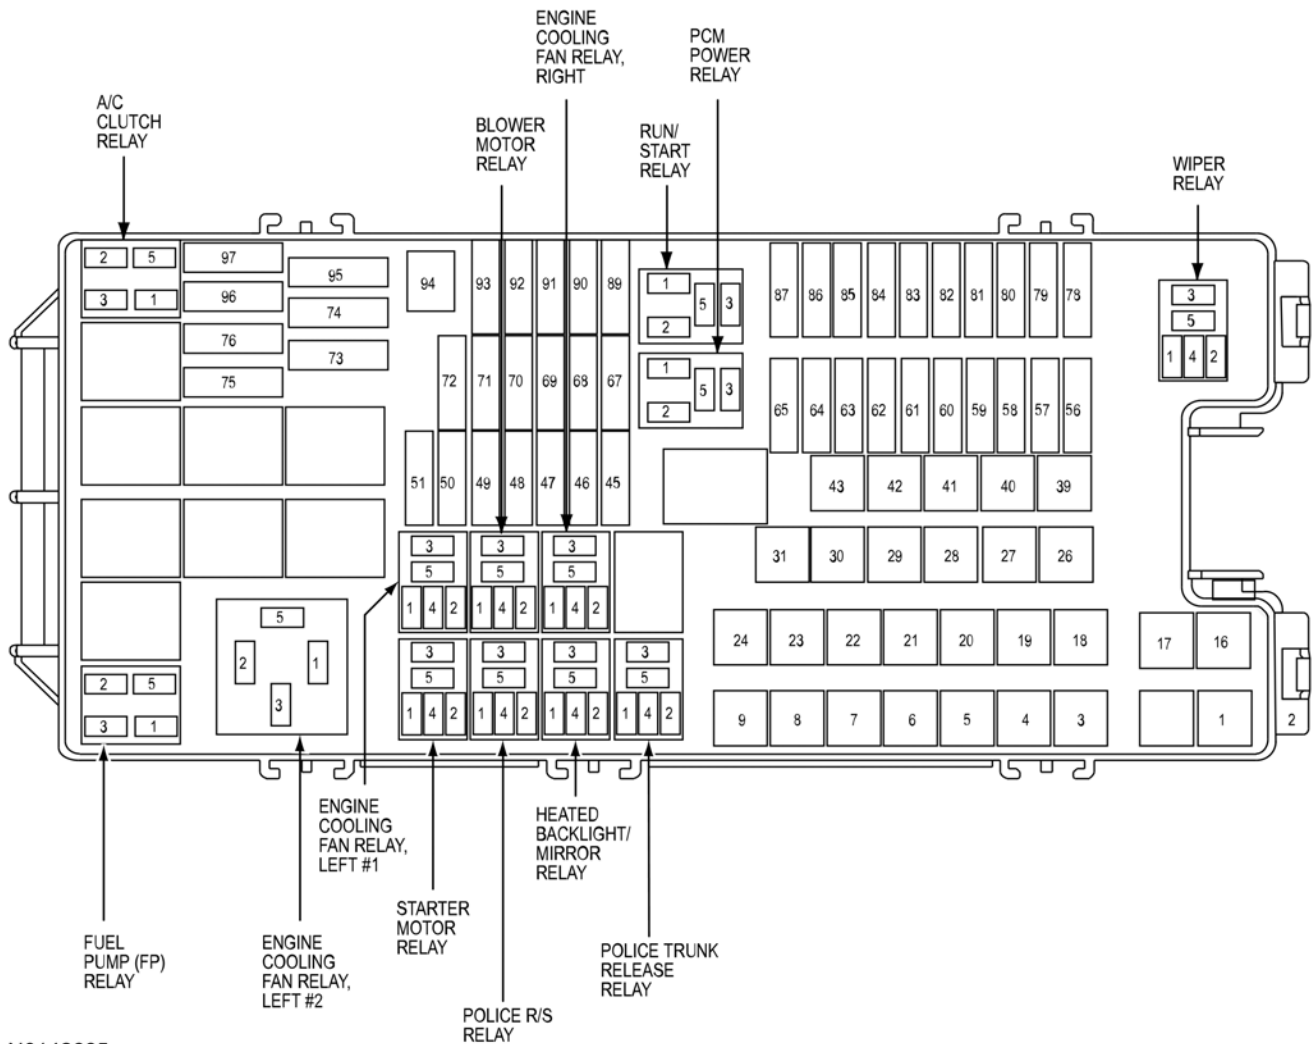 ENGINE
COOLING
FAN RELAY,
RIGHT
PCM
POWER
RELAY
A/C
CLUTCH
RELAY
BLOWER
MOTOR
RELAY
RUN/
START
RELAY
WIPER
RELAY
2 5
3 1
97
96
76
75
95
74
73
94
93 92 91 90 89
72 71 70 69 68 67
51 50 49 48 47 46 45
1 5 3
2
1 5 3
2
87 86 85 84 83 82 81 80 79 78
65 64 63 62 61 60 59 58 57 56
3
5
1 4 2
43 42 41 40 39
31 30 29 28 27 26
24 23 22 21 20 19 18 17 16
9 8 7 6 5 4 3 1 2
3 3 3
5 5 5
1 4 2 1 4 2 1 4 2
3 3 3 3
5 5 5 5
1 4 2 1 4 2 1 4 2 1 4 2
5
2 1
3
2 5
3 1
ENGINE
COOLING
FAN RELAY,
LEFT #1
HEATED
BACKLIGHT/
MIRROR
RELAY
STARTER
MOTOR
RELAY
FUEL
PUMP (FP)
RELAY
ENGINE
COOLING
FAN RELAY,
LEFT #2
POLICE TRUNK
RELEASE
RELAY
POLICE R/S
RELAY